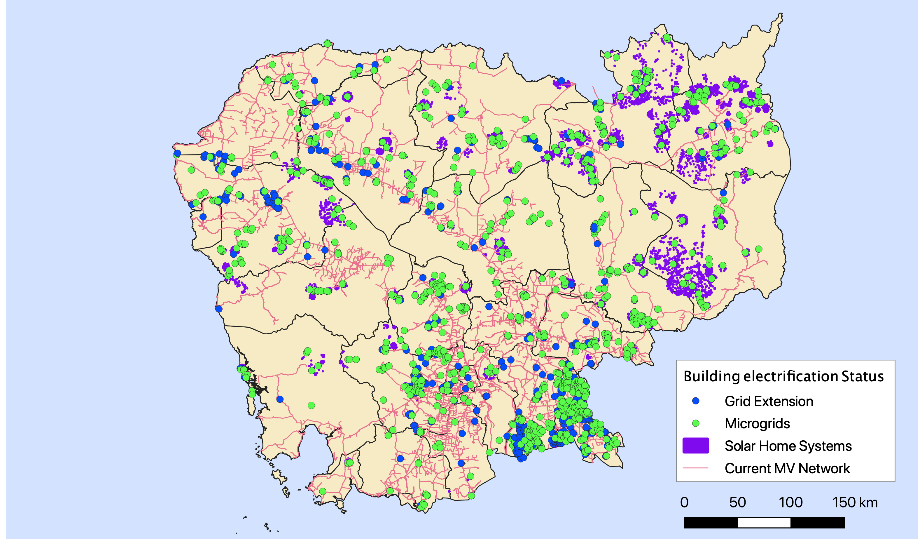 Building electrification Status
Grid Extension
Microgrids
Solar Home Systems
Current MV Network
0 50 100 150 km